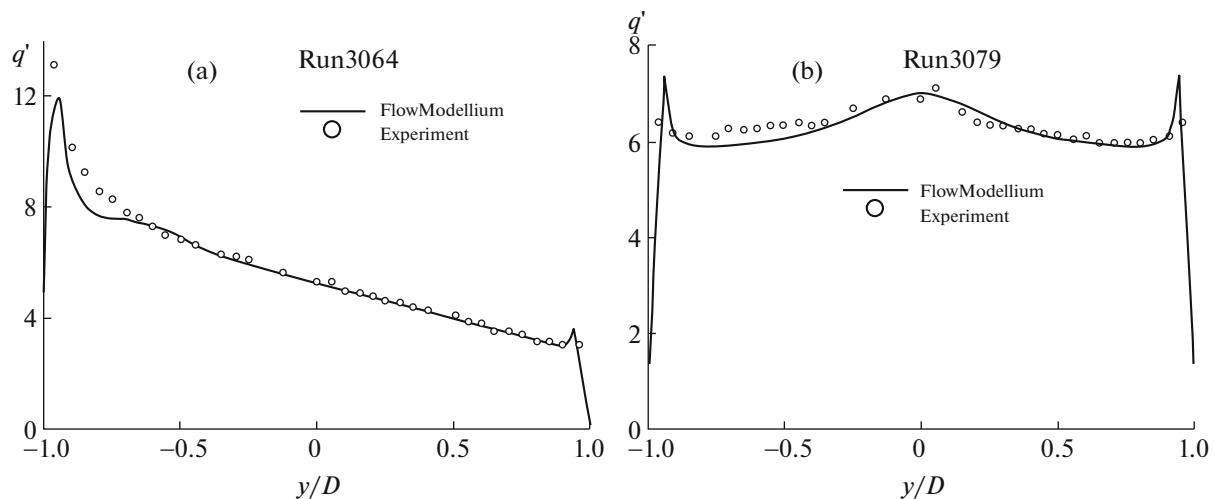 q'
(a)
Run3064
FlowModellium
Experiment
12
8
4
0
−1.0
−0.5
0
0.5
1.0
y/D
q'
8
(b)
Run3079
6
FlowModellium
Experiment
4
2
0
−1.0
−0.5
0
0.5
1.0
y/D